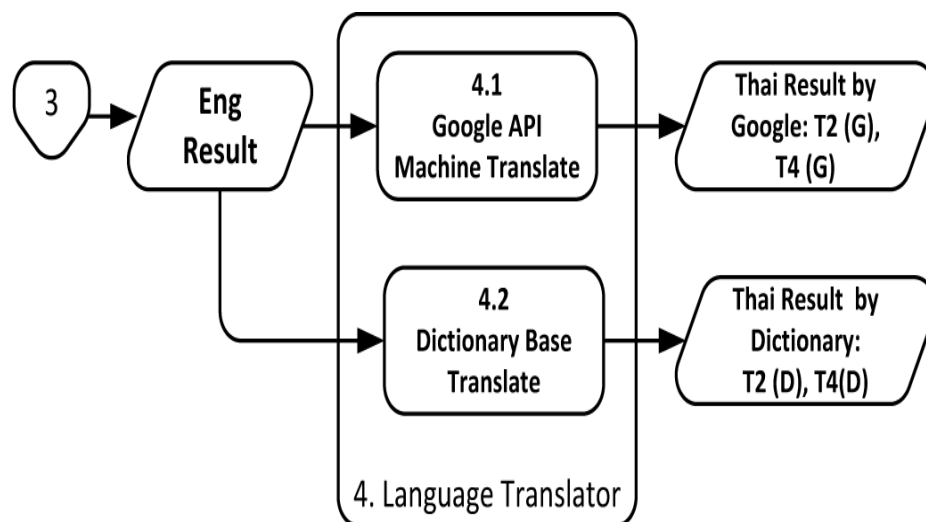 3
Eng
Result
4.1
Google API
Machine Translate
Thai Result by
Google: T2 (G),
T4 (G)
4.2
Dictionary Base
Translate
Thai Result  by
Dictionary:
T2 (D), T4(D)
4. Language Translator